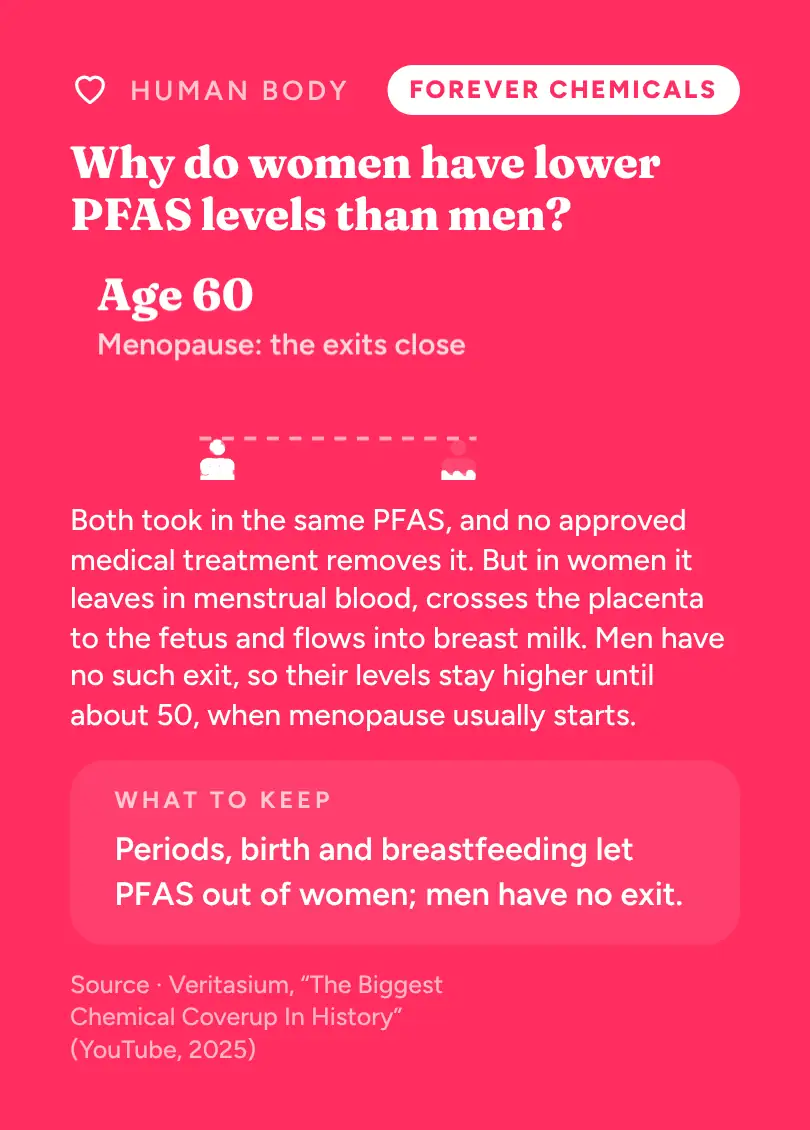 HUMAN BODY
FOREVER CHEMICALS
Why do women have lower
PFAS levels than men?
Age 60
Menopause: the exits close
Both took in the same PFAS, and no approved
medical treatment removes it. But in women it
leaves in menstrual blood, crosses the placenta
to the fetus and flows into breast milk. Men have
no such exit, so their levels stay higher until
about 50, when menopause usually starts.
WHAT TO KEEP
Periods, birth and breastfeeding let
PFAS out of women; men have no exit.
Source · Veritasium, “The Biggest
Chemical Coverup In History”
(YouTube, 2025)